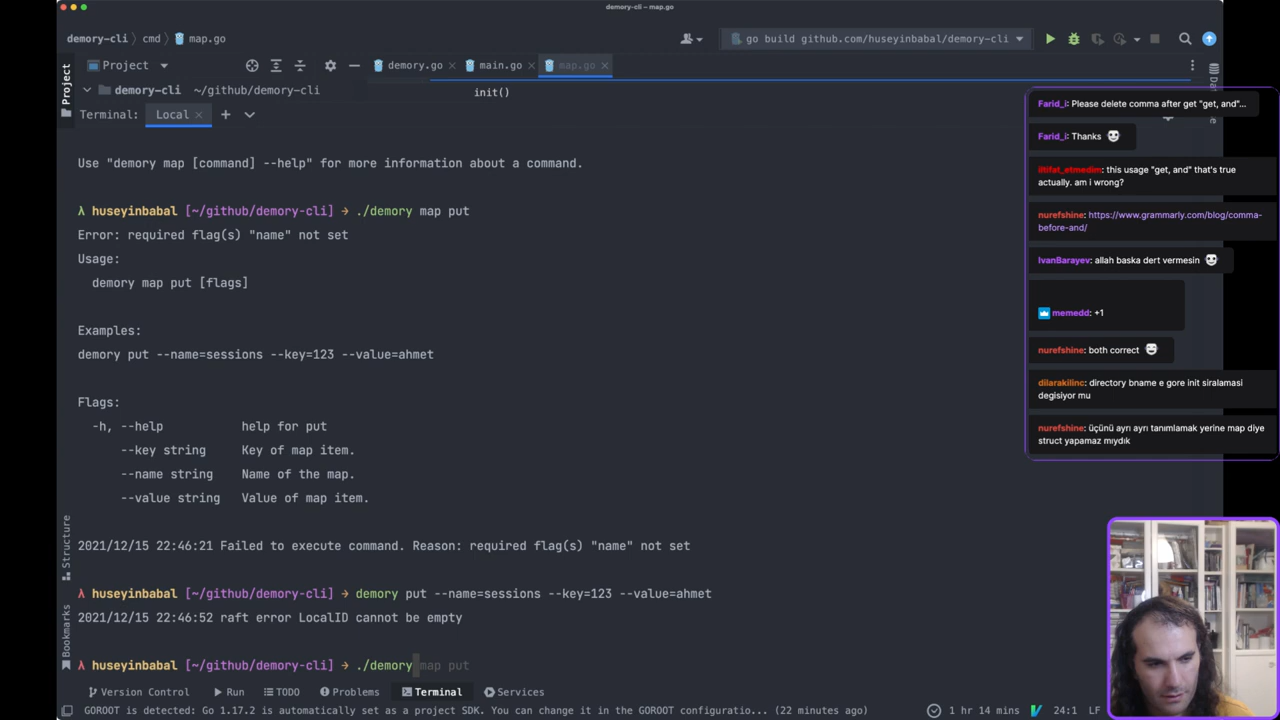 demory-cli – map.go
demory-cli cmd map.go
go build github.com/huseyinbabal/demory-cli
Project
Project
demory.go
main.go
map.go
demory-cli ~/github/demory-cli
init()
Terminal: Local
Use "demory map [command] --help" for more information about a command.
λ huseyinbabal [~/github/demory-cli] → ./demory map put
Error: required flag(s) "name" not set
Usage:
demory map put [flags]
Examples:
demory put --name=sessions --key=123 --value=ahmet
Flags:
-h, --help help for put
--key string Key of map item.
--name string Name of the map.
--value string Value of map item.
2021/12/15 22:46:21 Failed to execute command. Reason: required flag(s) "name" not set
λ huseyinbabal [~/github/demory-cli] → demory put --name=sessions --key=123 --value=ahmet
2021/12/15 22:46:52 raft error LocalID cannot be empty
λ huseyinbabal [~/github/demory-cli] → ./demory map put
Structure
Bookmarks
Version Control
Run
TODO
Problems
Terminal
Services
GOROOT is detected: Go 1.17.2 is automatically set as a project SDK. You can change it in the GOROOT configuratio... (22 minutes ago)
1 hr 14 mins
24:1
LF
Farid_i: Please delete comma after get "get, and"...
Farid_i: Thanks
iltifat_etmedim: this usage "get, and" that's true
actually. am i wrong?
nurefshine: https://www.grammarly.com/blog/comma-
before-and/
IvanBarayev: allah baska dert vermesin
memedd: +1
nurefshine: both correct
dilarakilinc: directory bname e gore init siralamasi
degisiyor mu
nurefshine: üçünü ayrı ayrı tanımlamak yerine map diye
struct yapamaz mıydık